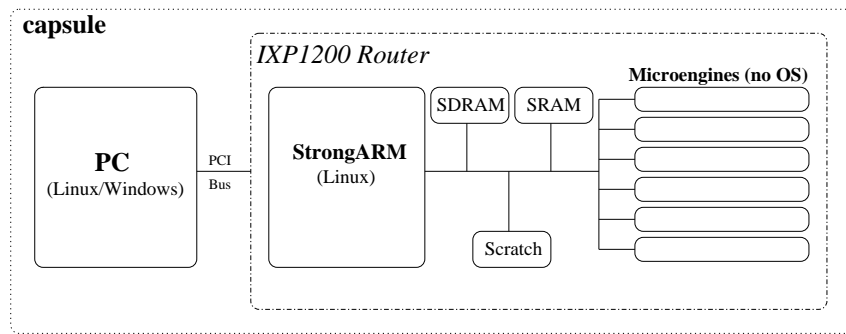 capsule
IXP1200 Router
Microengines (no OS)
SDRAM
SRAM
PC
(Linux/Windows)
PCI
Bus
StrongARM
(Linux)
Scratch